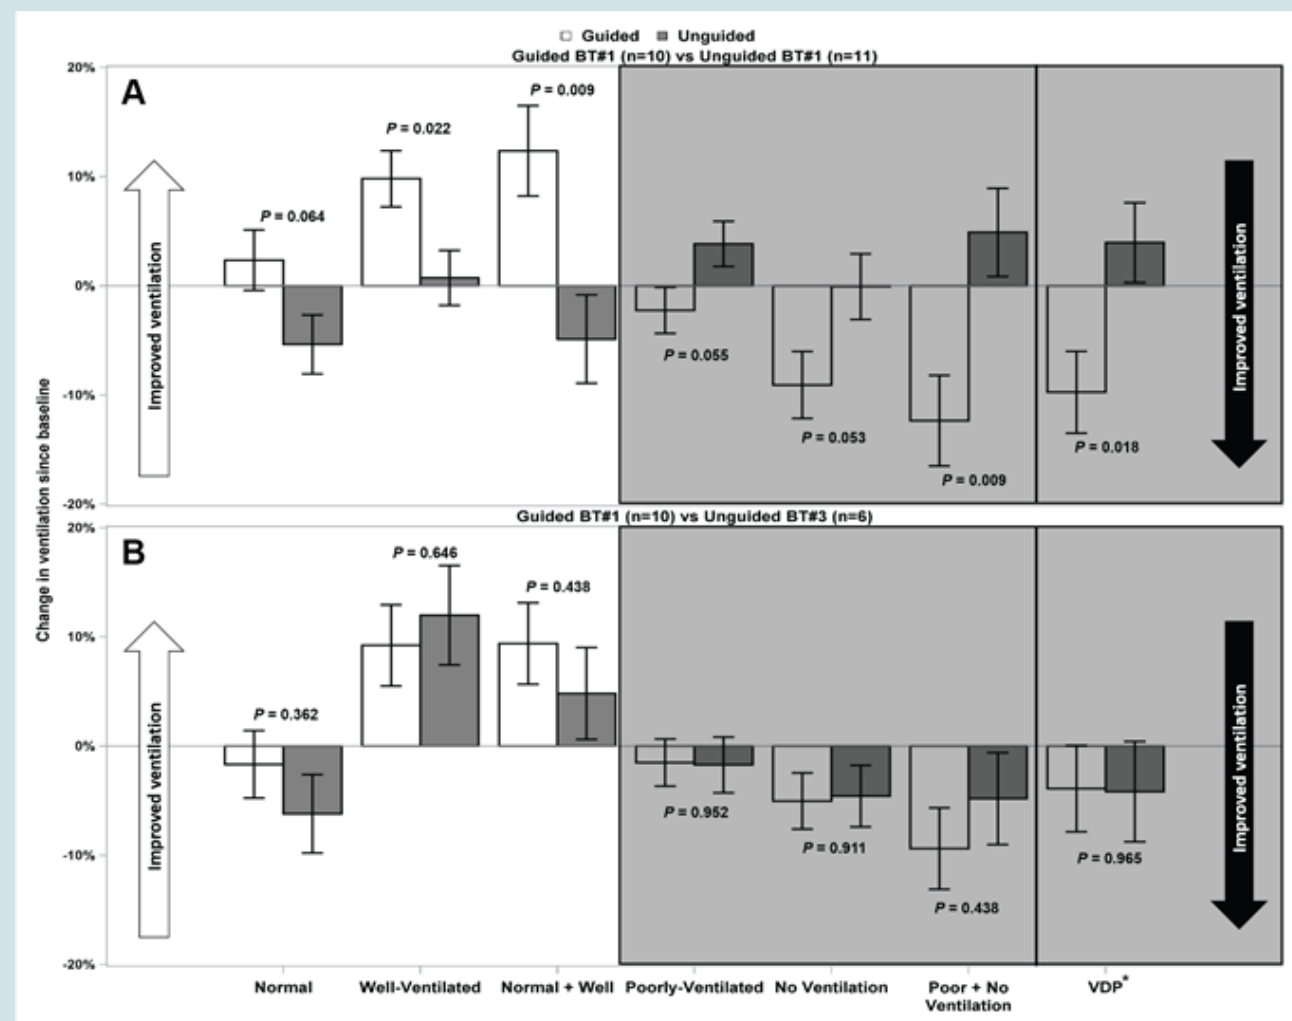 Guided Unguided
Guided BT#1 (n=10) vs Unguided BT#1 (n=11)
A
20%
10%
0%
-10%
-20%
Change in ventilation since baseline
Improved ventilation
P = 0.064
P = 0.022
P = 0.009
P = 0.055
P = 0.053
P = 0.009
P = 0.018
Improved ventilation
Guided BT#1 (n=10) vs Unguided BT#3 (n=6)
B
20%
10%
0%
-10%
-20%
Improved ventilation
P = 0.362
P = 0.646
P = 0.438
P = 0.952
P = 0.911
P = 0.438
P = 0.965
Improved ventilation
Normal
Well-Ventilated
Normal + Well
Poorly-Ventilated
No Ventilation
Poor + No
Ventilation
VDP*